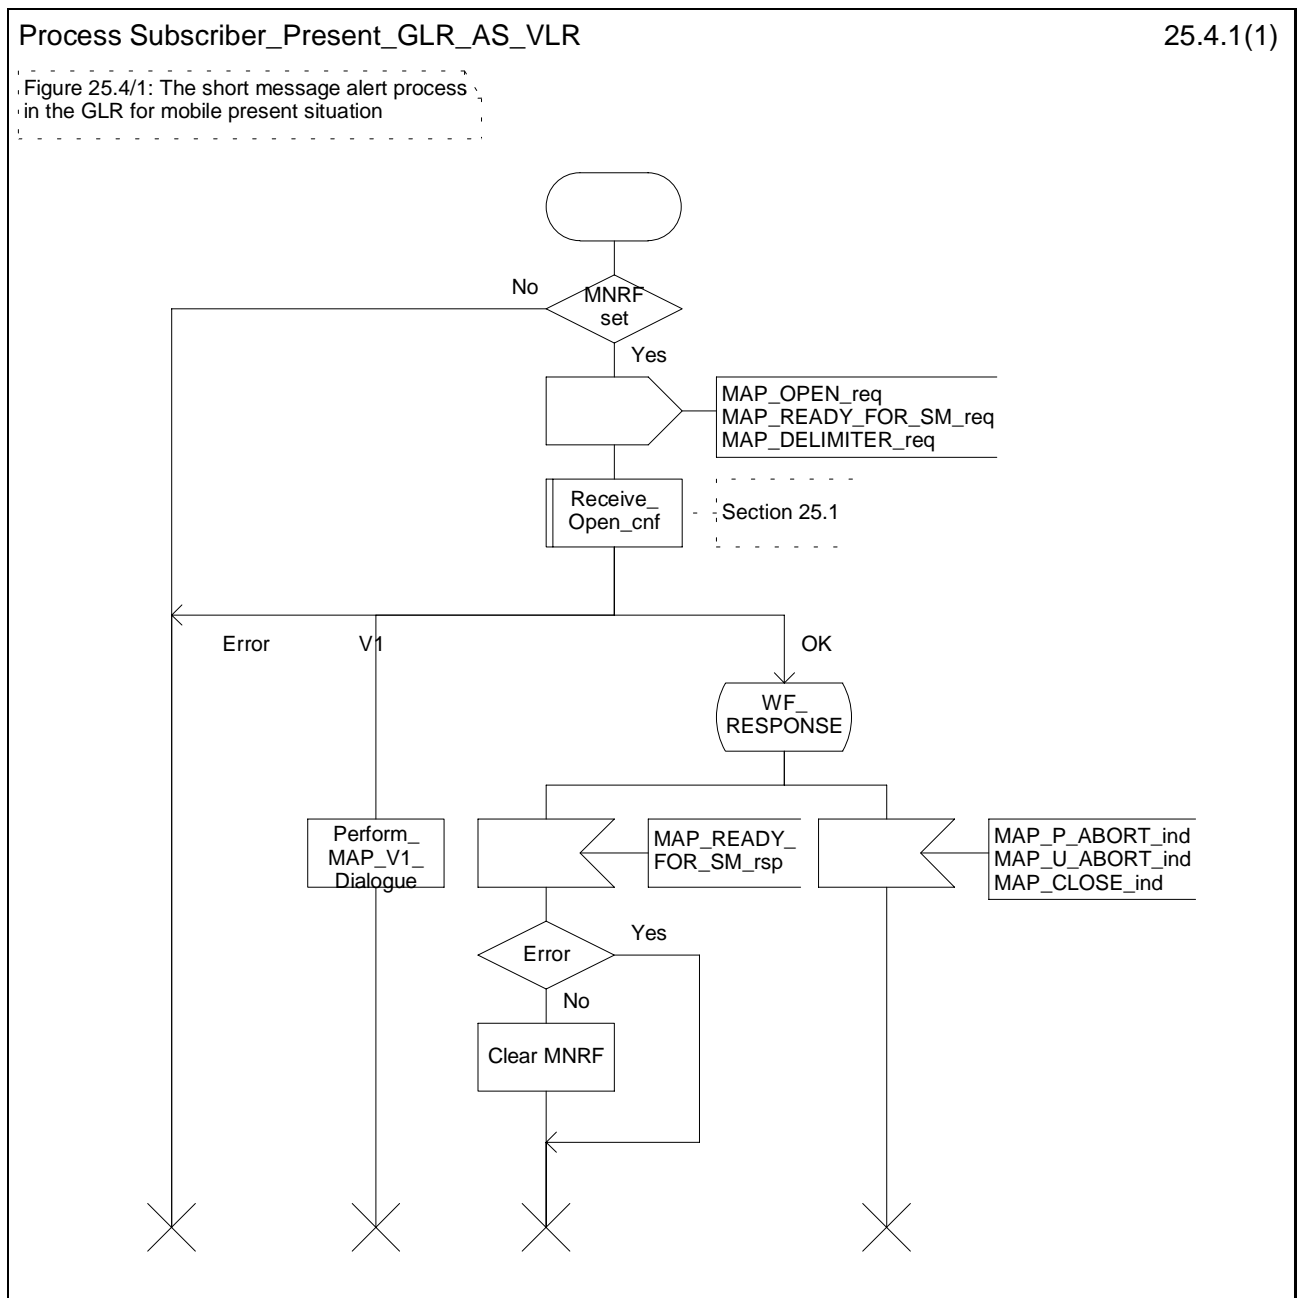 Process Subscriber_Present_GLR_AS_VLR
25.4.1(1)
Figure 25.4/1: The short message alert process
in the GLR for mobile present situation
No
MNRF
set
Yes
MAP_OPEN_req
MAP_READY_FOR_SM_req
MAP_DELIMITER_req
Receive_
Open_cnf
Section 25.1
Error
V1
OK
WF_
RESPONSE
Perform_
MAP_V1_
Dialogue
MAP_READY_
FOR_SM_rsp
MAP_P_ABORT_ind
MAP_U_ABORT_ind
MAP_CLOSE_ind
Error
Yes
No
Clear MNRF